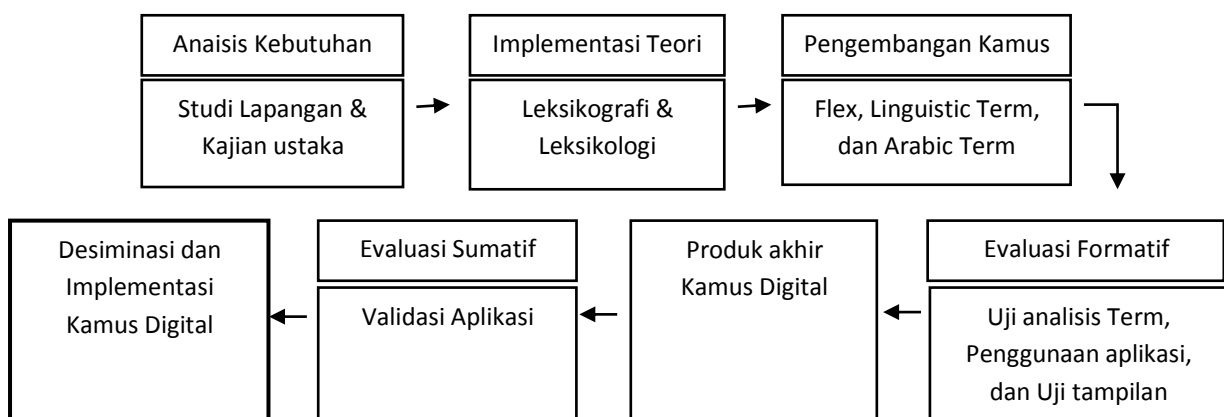 Anaisis Kebutuhan
Studi Lapangan &
Kajian ustaka
Implementasi Teori
Leksikografi &
Leksikologi
Pengembangan Kamus
Flex, Linguistic Term,
dan Arabic Term
Evaluasi Formatif
Uji analisis Term,
Penggunaan aplikasi,
dan Uji tampilan
Produk akhir
Kamus Digital
Evaluasi Sumatif
Validasi Aplikasi
Desiminasi dan
Implementasi
Kamus Digital